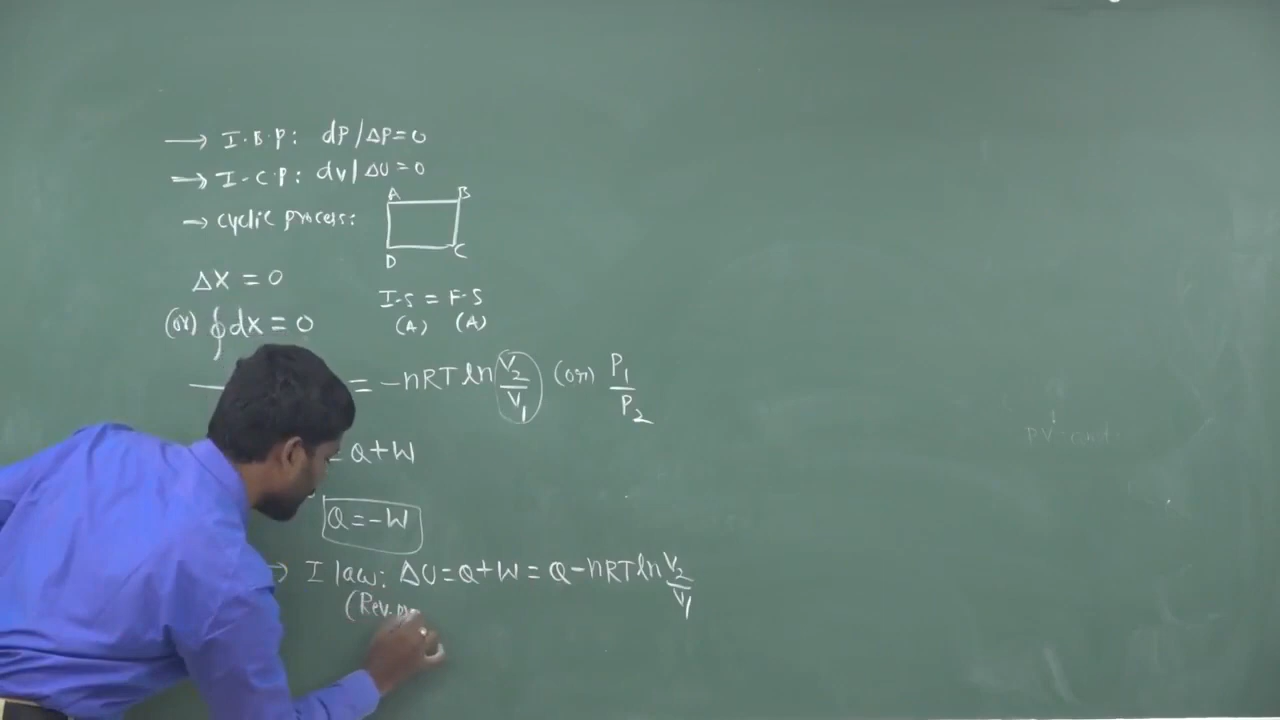 → I.B.P: dP/ΔP=0
→ I-C.P: dv/ΔU=0
→ cyclic process:
A B
D C
ΔX = 0
I-S = F-S
(or) ∮dX = 0 (A) (A)
= -nRT ln V2/V1 (or) P1/P2
= Q+W
Q=-W
→ I law: ΔU=Q+W = Q-nRT ln V2/V1
(Rev.